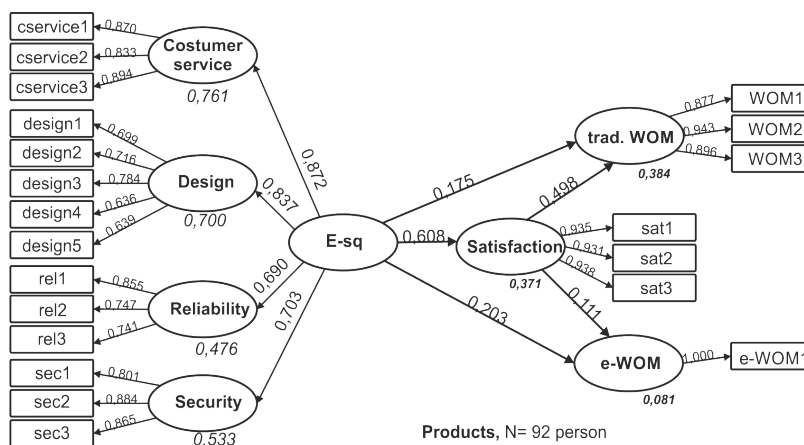 cservice1
0,870
cservice2
0,833
cservice3
0,894
Costumer
service
0,761
design1
0,699
design2
0,716
design3
0,784
design4
0,636
design5
0,639
Design
0,700
rel1
0,855
rel2
0,747
rel3
0,741
Reliability
0,476
sec1
0,801
sec2
0,884
sec3
0,865
Security
0,533
0,872
0,837
0,690
0,703
E-sq
0,175
0,608
0,203
trad. WOM
0,384
0,877
WOM1
0,943
WOM2
0,896
WOM3
0,498
Satisfaction
0,371
0,935
sat1
0,931
sat2
0,938
sat3
0,111
e-WOM
0,081
1,000
e-WOM1
Products, N= 92 person